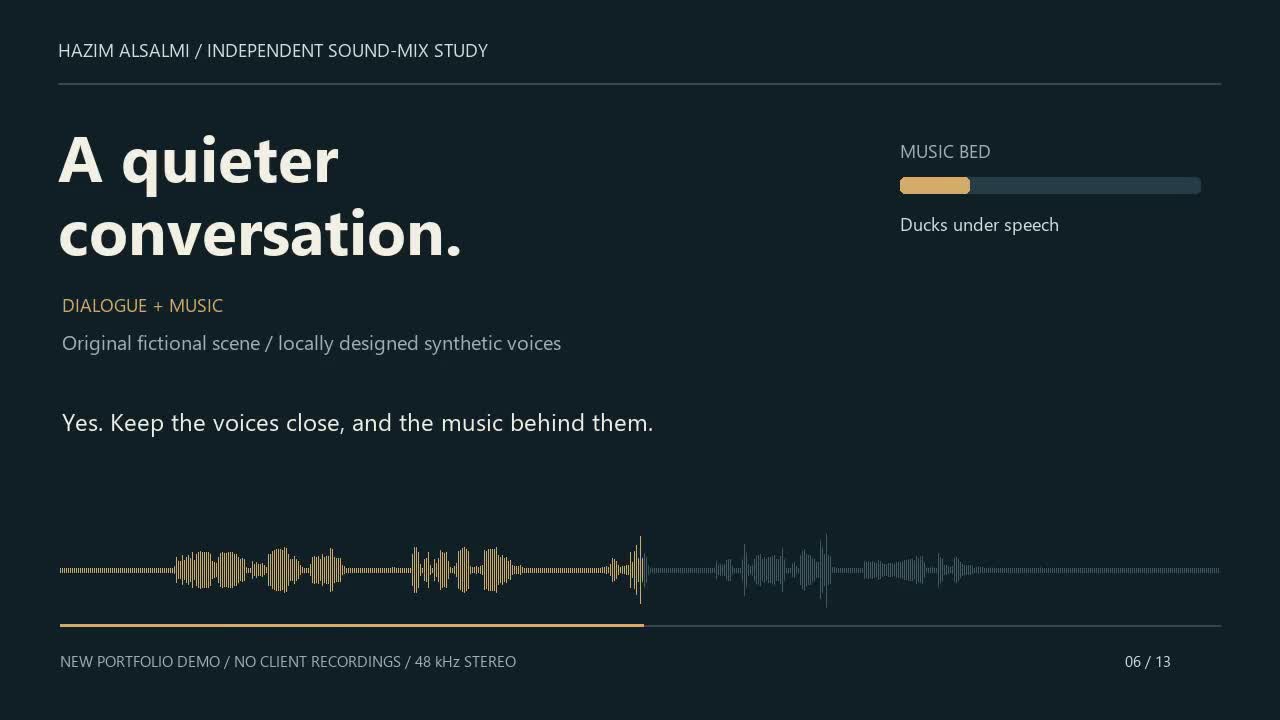 HAZIM ALSALMI / INDEPENDENT SOUND-MIX STUDY
A quieter
conversation.
MUSIC BED
Ducks under speech
DIALOGUE + MUSIC
Original fictional scene / locally designed synthetic voices
Yes. Keep the voices close, and the music behind them.
NEW PORTFOLIO DEMO / NO CLIENT RECORDINGS / 48 kHz STEREO
06 / 13